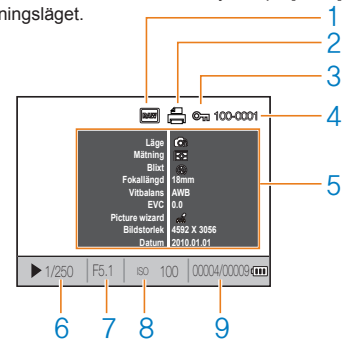 ningsläget.
1
2
3
RAW 100-0001
4
Läge
Mätning
Blixt
Fokallängd 18mm
Vitbalans AWB
EVC 0.0
Picture wizard
Bildstorlek 4592 X 3056
Datum 2010.01.01
5
1/250 F5.1 ISO 100 00004/00009
6 7 8 9